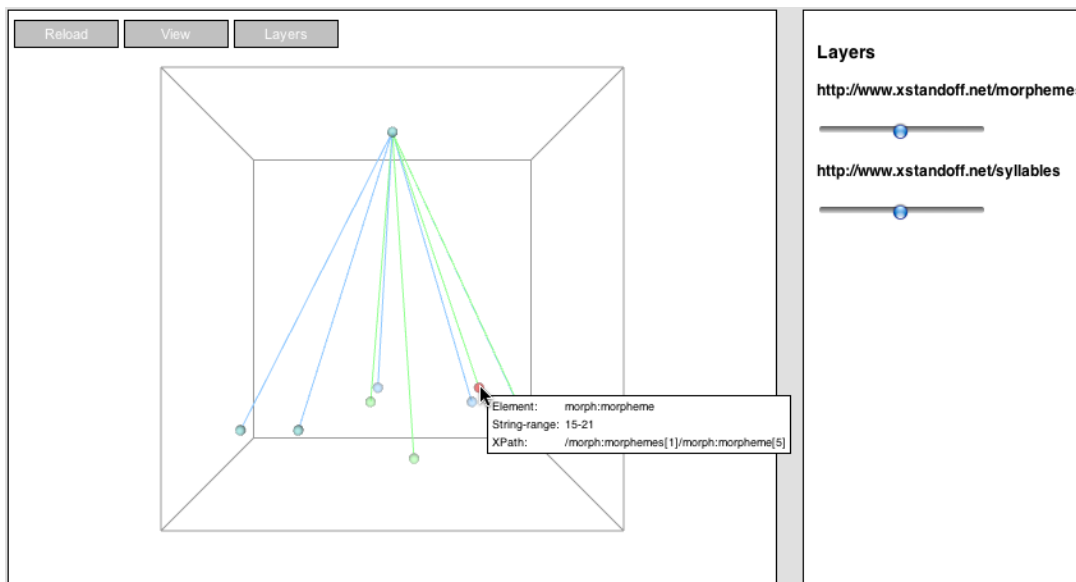 Reload View Layers
Layers
http://www.xstandoff.net/morphemes
http://www.xstandoff.net/syllables
Element: morph:morpheme
String-range: 15-21
XPath: /morph:morphemes[1]/morph:morpheme[5]